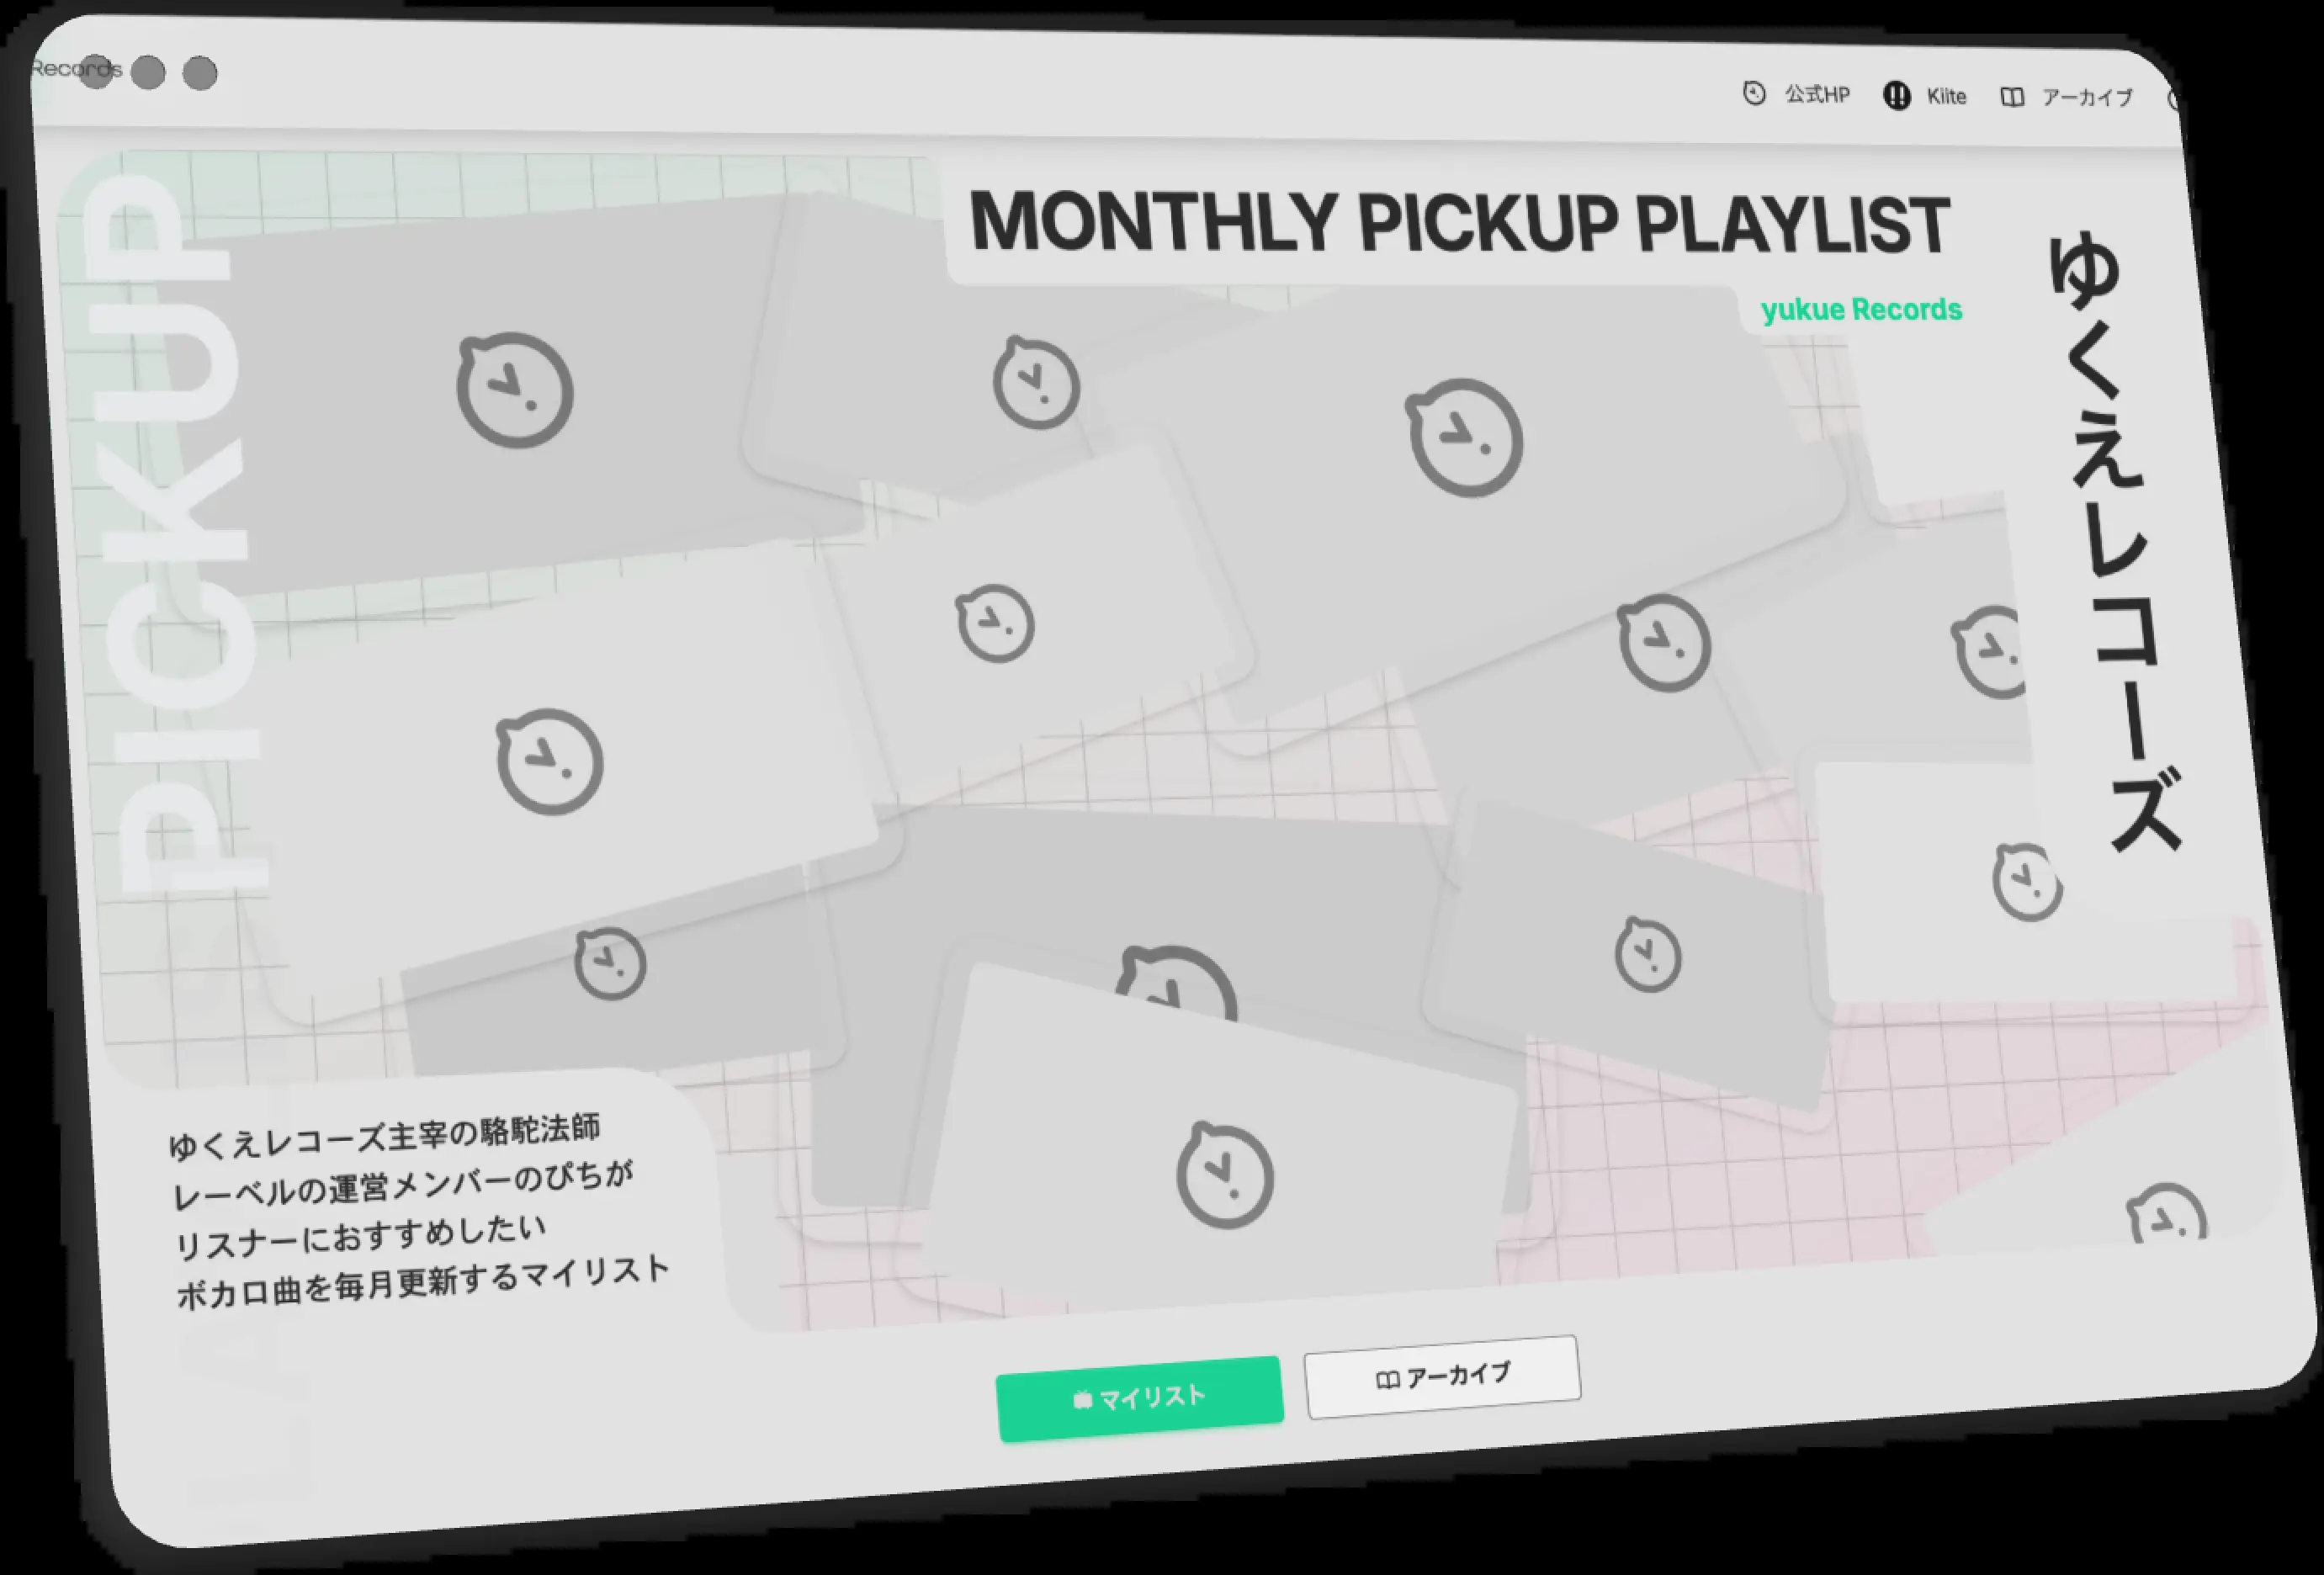 Records
公式HP
Kiite
アーカイブ
PICKUP
MONTHLY PICKUP PLAYLIST
yukue Records
ゆくえレコーズ
ゆくえレコーズ主宰の駱駝法師
レーベルの運営メンバーのぴちが
リスナーにおすすめしたい
ボカロ曲を毎月更新するマイリスト
マイリスト
アーカイブ